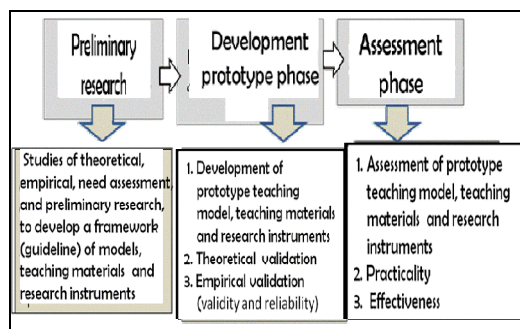 Preliminary
research
Development
prototype phase
Assessment
phase
Studies of theoretical,
empirical, need assessment,
and preliminary research,
to develop a framework
(guideline) of models,
teaching materials and
research instruments
1. Development of
prototype teaching
model, teaching materials
and research instruments
2. Theoretical validation
3. Empirical validation
(validity and reliability)
1. Assessment of prototype
teaching model, teaching
materials and research
instruments
2. Practicality
3. Effectiveness